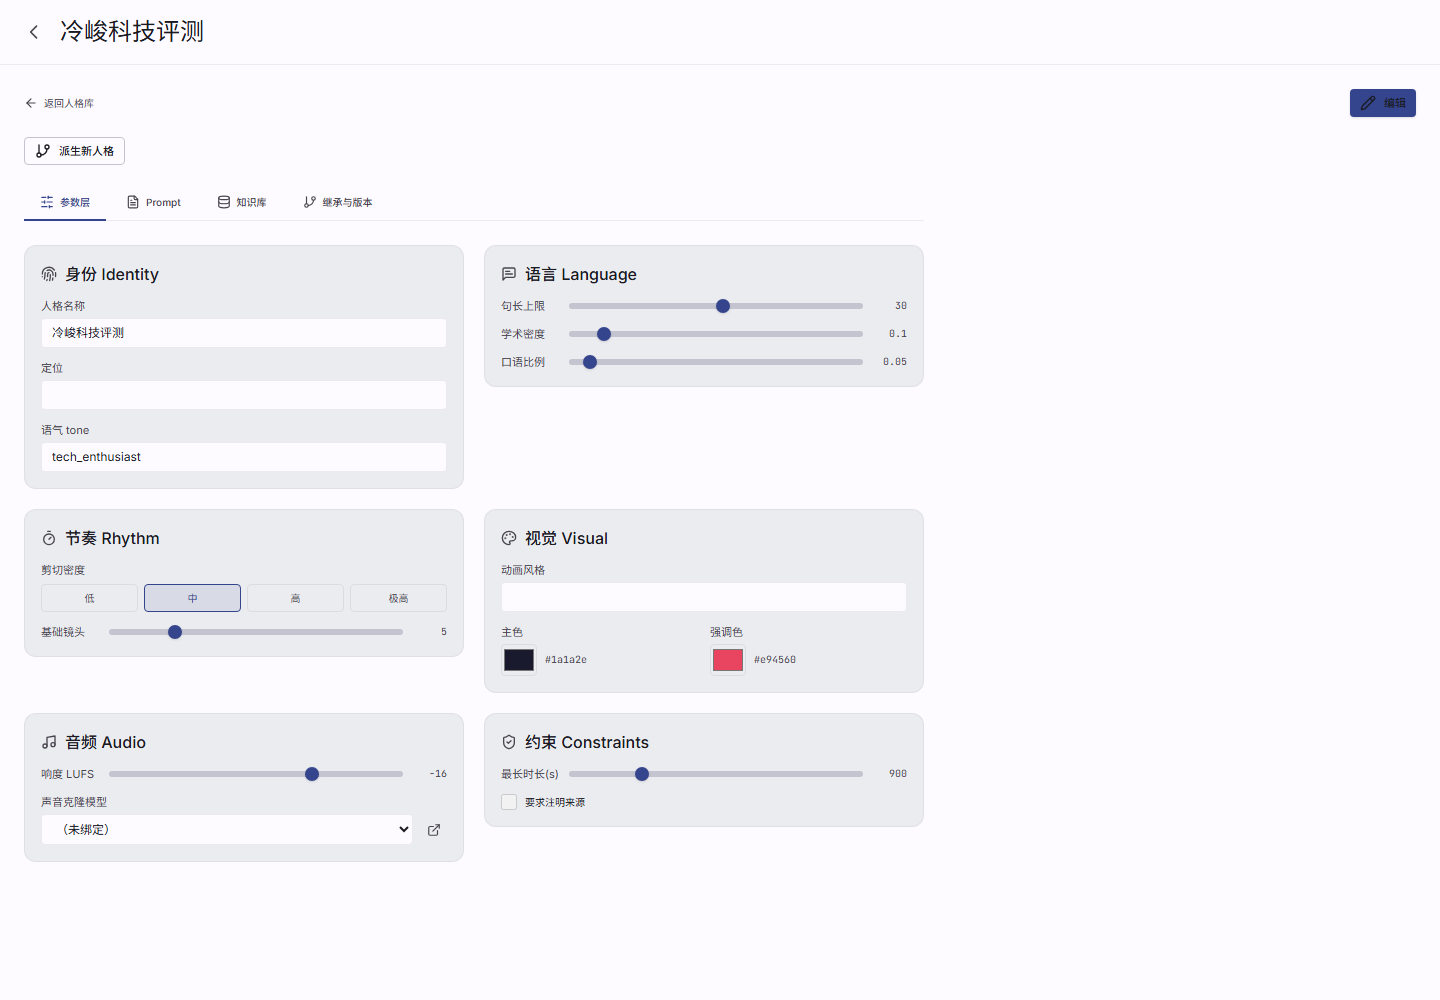 冷峻科技评测
返回人格库
编辑
派生新人格
参数层 Prompt 知识库 继承与版本
身份 Identity
人格名称
冷峻科技评测
定位
语气 tone
tech_enthusiast
语言 Language
句长上限 30
学术密度 0.1
口语比例 0.05
节奏 Rhythm
剪切密度
低 中 高 极高
基础镜头 5
视觉 Visual
动画风格
主色 强调色
#1a1a2e #e94560
音频 Audio
响度 LUFS -16
声音克隆模型
（未绑定）
约束 Constraints
最长时长(s) 900
要求注明来源